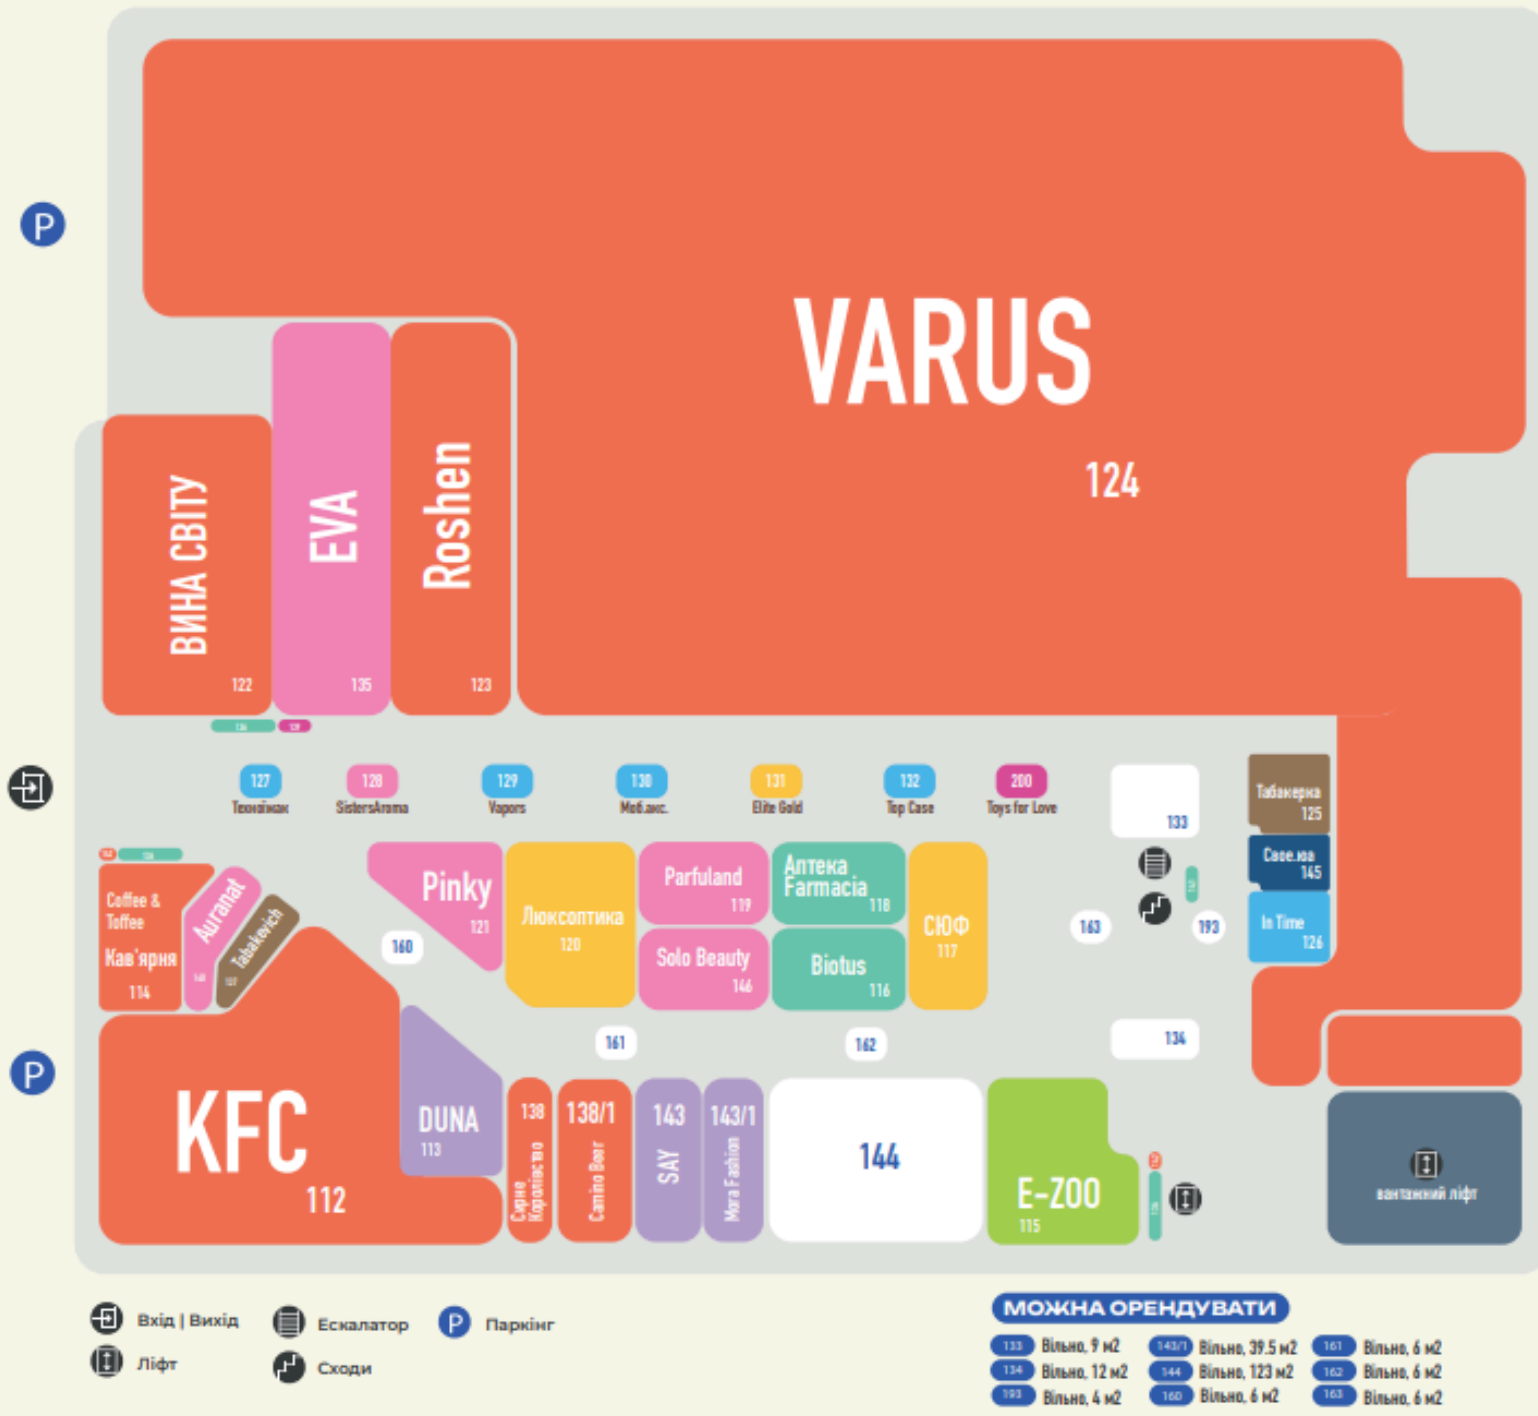 P
VARUS
124
ВИНА СВІТУ
122
EVA
135
Roshen
123
127
Техноїжак
128
SistersAroma
129
Vapors
130
Моб.акс.
131
Elite Gold
132
Top Case
200
Toys for Love
133
Табакерка
125
Своє.юа
145
In Time
126
Coffee &
Toffee
Кав'ярня
114
Auranat
Tabakevich
Pinky
121
160
Люксоптика
120
Parfuland
119
Solo Beauty
146
Аптека
Farmacia
118
Biotus
116
СЮФ
117
163
193
161
162
134
P
KFC
112
DUNA
113
138
Сирне
Королівство
138/1
Camino Beer
143
SAY
143/1
Mora Fashion
144
E-ZOO
115
вантажний ліфт
Вхід | Вихід
Ескалатор
P Паркінг
Ліфт
Сходи
МОЖНА ОРЕНДУВАТИ
133 Вільно, 9 м2
143/1 Вільно, 39.5 м2
161 Вільно, 6 м2
134 Вільно, 12 м2
144 Вільно, 123 м2
162 Вільно, 6 м2
193 Вільно, 4 м2
160 Вільно, 6 м2
163 Вільно, 6 м2